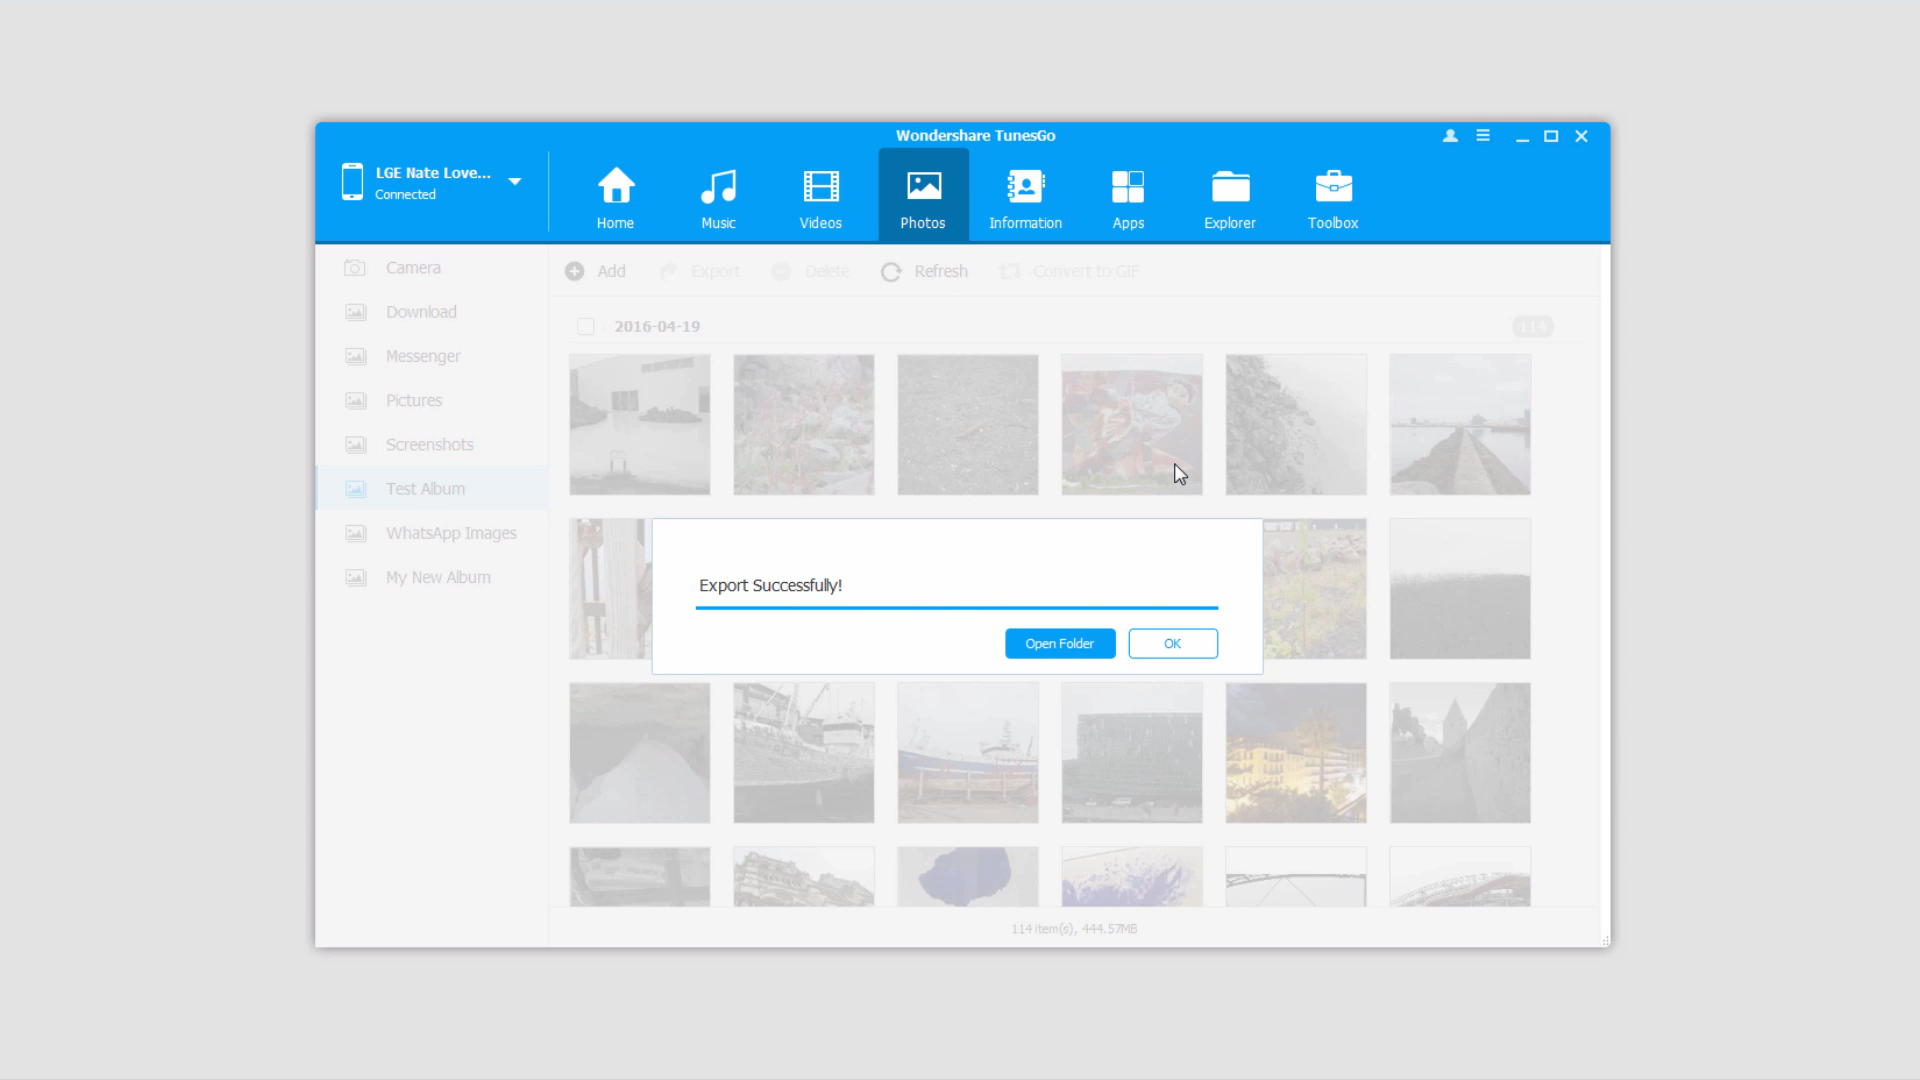 Wondershare TunesGo
LGE Nate Love...
Connected
Home
Music
Videos
Photos
Information
Apps
Explorer
Toolbox
Camera
Download
Messenger
Pictures
Screenshots
Test Album
WhatsApp Images
My New Album
Add
Export
Delete
Refresh
Convert to GIF
2016-04-19
114
Export Successfully!
Open Folder
OK
114 item(s), 444.57MB